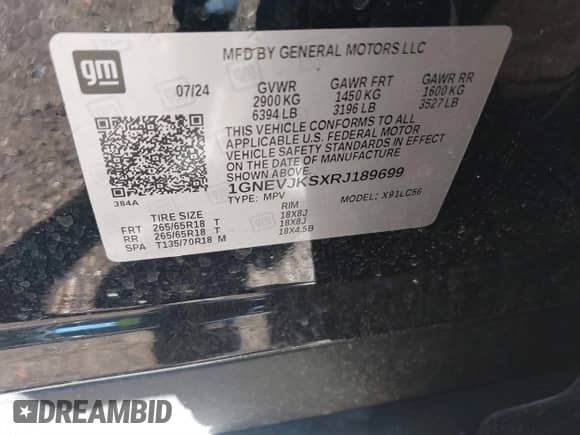 gm
MFD BY GENERAL MOTORS LLC
07/24 GVWR GAWR FRT GAWR RR
2900 KG 1450 KG 1600 KG
6394 LB 3196 LB 3527 LB
THIS VEHICLE CONFORMS TO ALL
APPLICABLE U.S. FEDERAL MOTOR
VEHICLE SAFETY STANDARDS IN EFFECT
ON THE DATE OF MANUFACTURE
SHOWN ABOVE.
384A 1GNEVJKSXRJ189699
TYPE: MPV MODEL: X91LC56
TIRE SIZE RIM
FRT 265/65R18 T 18X8J
RR 265/65R18 T 18X8J
SPA T135/70R18 M 18X4.5B
DREAMBID